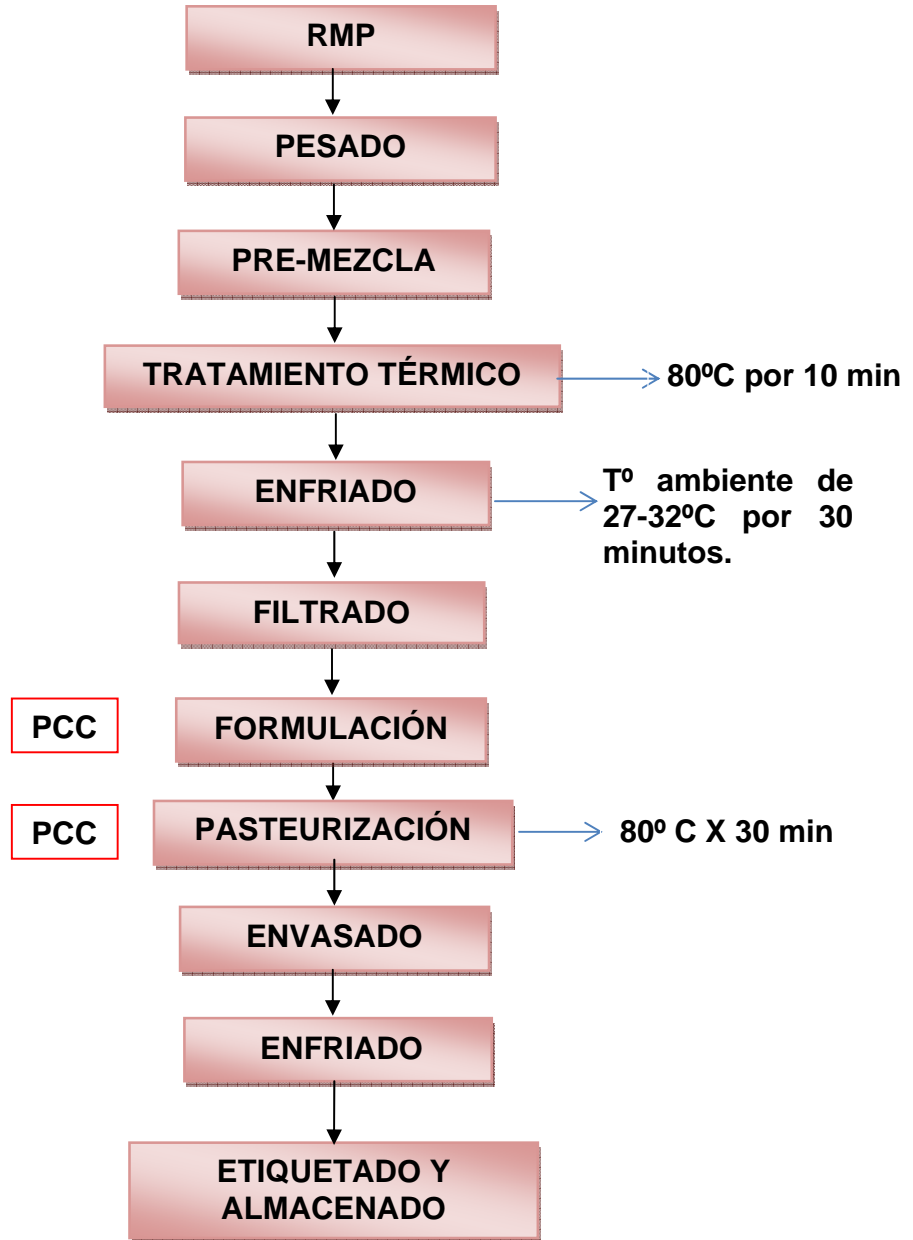 RMP
PESADO
PRE-MEZCLA
TRATAMIENTO TÉRMICO
80ºC por 10 min
ENFRIADO
Tº ambiente de
27-32ºC por 30
minutos.
FILTRADO
PCC
FORMULACIÓN
PCC
PASTEURIZACIÓN
80º C X 30 min
ENVASADO
ENFRIADO
ETIQUETADO Y
ALMACENADO